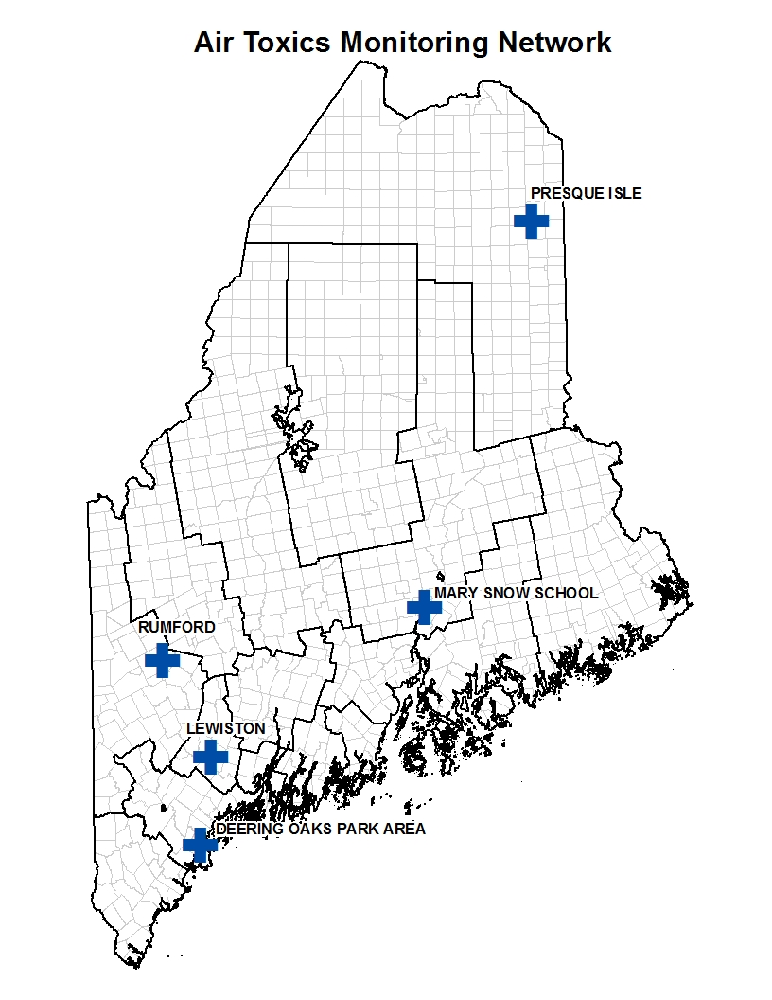 Air Toxics Monitoring Network
PRESQUE ISLE
MARY SNOW SCHOOL
RUMFORD
LEWISTON
DEERING OAKS PARK AREA